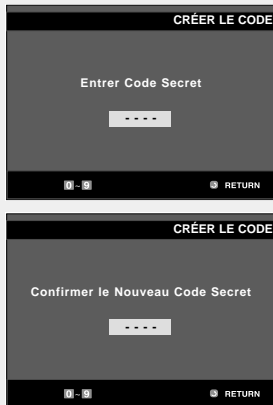 CRÉER LE CODE
Entrer Code Secret
- - - -
0 ~ 9 RETURN
CRÉER LE CODE
Confirmer le Nouveau Code Secret
- - - -
0 ~ 9 RETURN